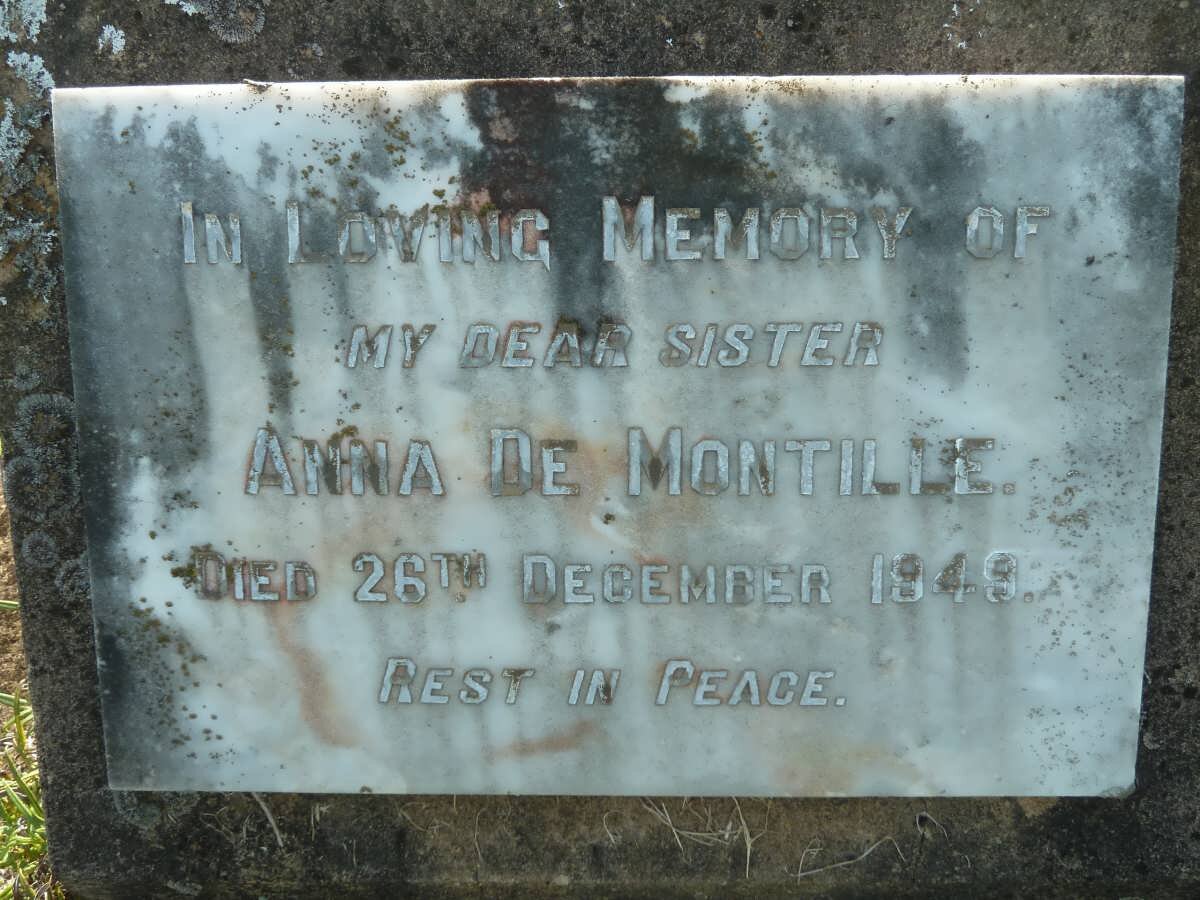 In Loving Memory of
my dear sister
Anna De Montille.
Died 26th December 1949.
Rest in Peace.